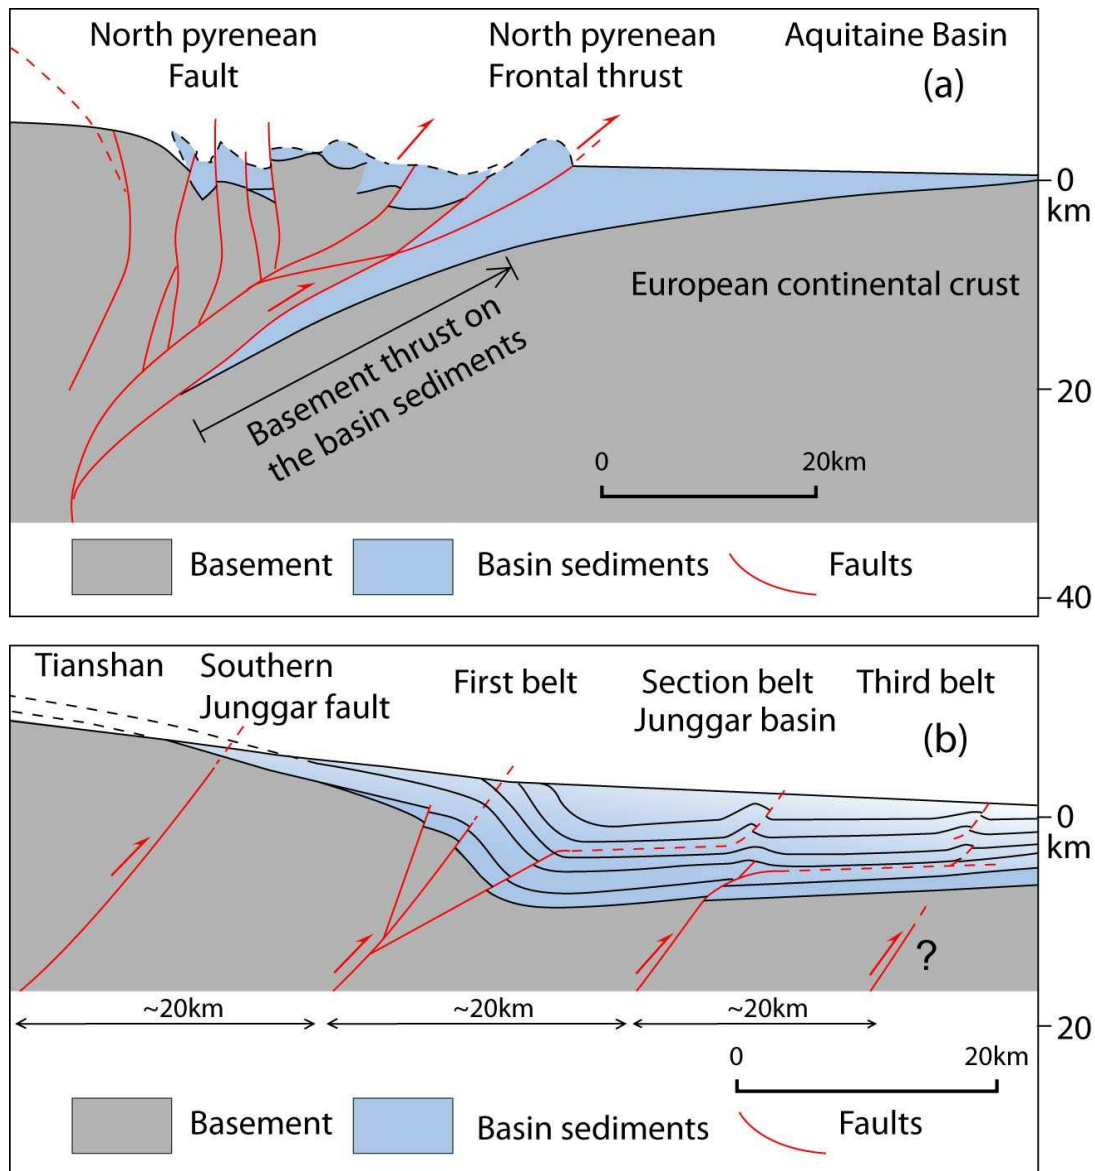 North pyrenean
Fault
North pyrenean
Frontal thrust
Aquitaine Basin
(a)
0
km
European continental crust
Basement thrust on
the basin sediments
20
0
20km
Basement
Basin sediments
Faults
40
Tianshan
Southern
Junggar fault
First belt
Section belt
Junggar basin
Third belt
(b)
0
km
?
~20km
~20km
~20km
20
0
20km
Basement
Basin sediments
Faults